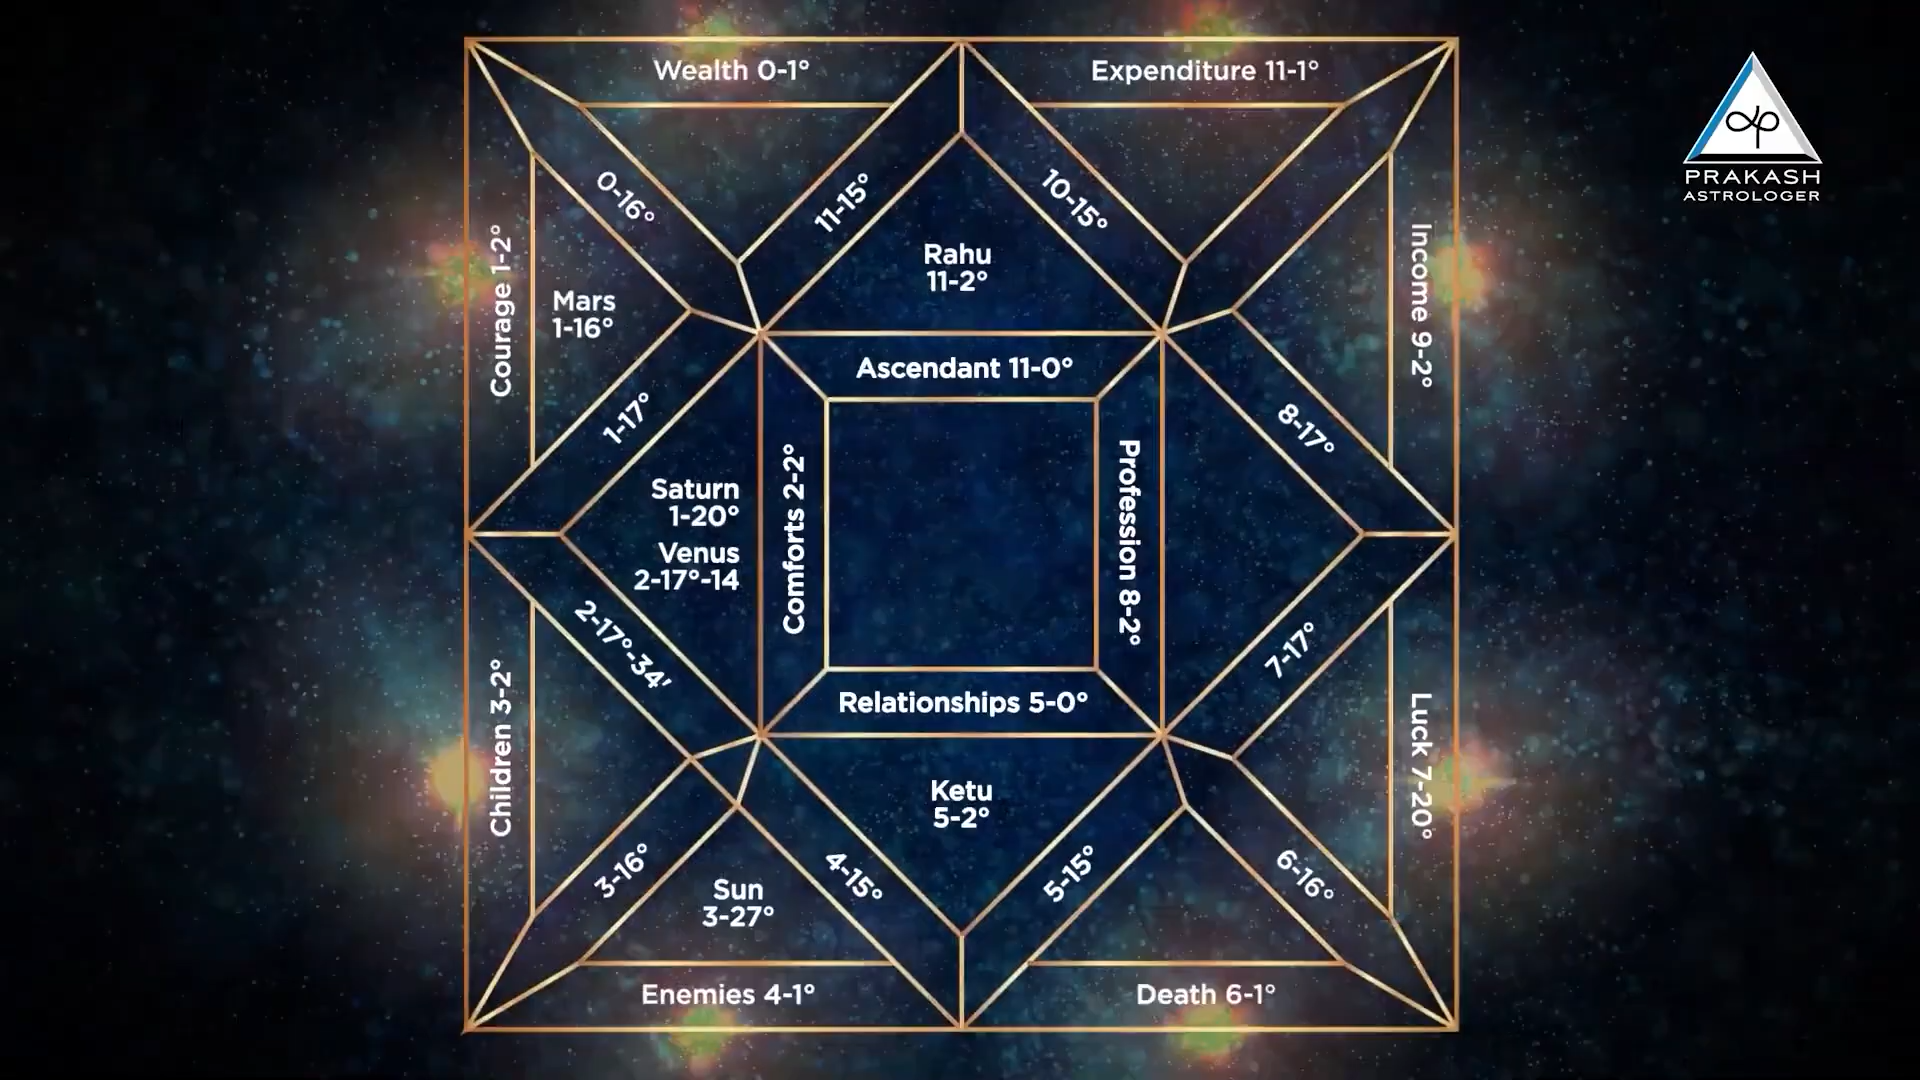 Wealth 0-1°
Expenditure 11-1°
PRAKASH
ASTROLOGER
0-16°
11-15°
10-15°
Courage 1-2°
Mars
1-16°
Rahu
11-2°
Income 9-2°
Ascendant 11-0°
1-17°
8-17°
Saturn
1-20°
Venus
2-17°-14
Comforts 2-2°
Profession 8-2°
2-17°-34'
7-17°
Children 3-2°
Relationships 5-0°
Luck 7-20°
Ketu
5-2°
3-16°
Sun
3-27°
4-15°
5-15°
6-16°
Enemies 4-1°
Death 6-1°